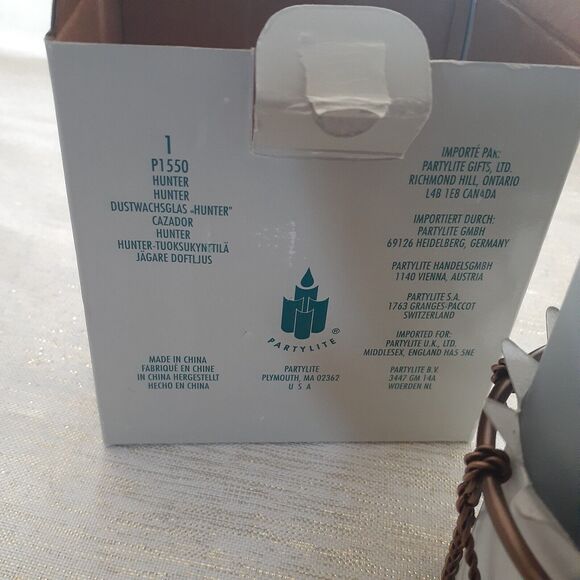 1
P1550
HUNTER
HUNTER
DUSTWACHSGLAS «HUNTER"
CAZADOR
HUNTER
HUNTER-TUOKSUKYNTILÄ
JÄGARE DOFTLJUS
MADE IN CHINA
FABRIQUÉ EN CHINE
IN CHINA HERGESTELLT
HECHO EN CHINA
PARTYLITE®
PARTYLITE
PLYMOUTH, MA 02362
U S A
IMPORTÉ PAR:
PARTYLITE GIFTS, LTD.
RICHMOND HILL, ONTARIO
L4B 1E8 CANADA
IMPORTIERT DURCH:
PARTYLITE GMBH
69126 HEIDELBERG, GERMANY
PARTYLITE HANDELSGMBH
1140 VIENNA, AUSTRIA
PARTYLITE S.A.
1763 GRANGES-PACCOT
SWITZERLAND
IMPORTED FOR:
PARTYLITE U.K., LTD.
MIDDLESEX, ENGLAND HA5 5NE
PARTYLITE B.V.
3447 GM 14A
WOERDEN NL